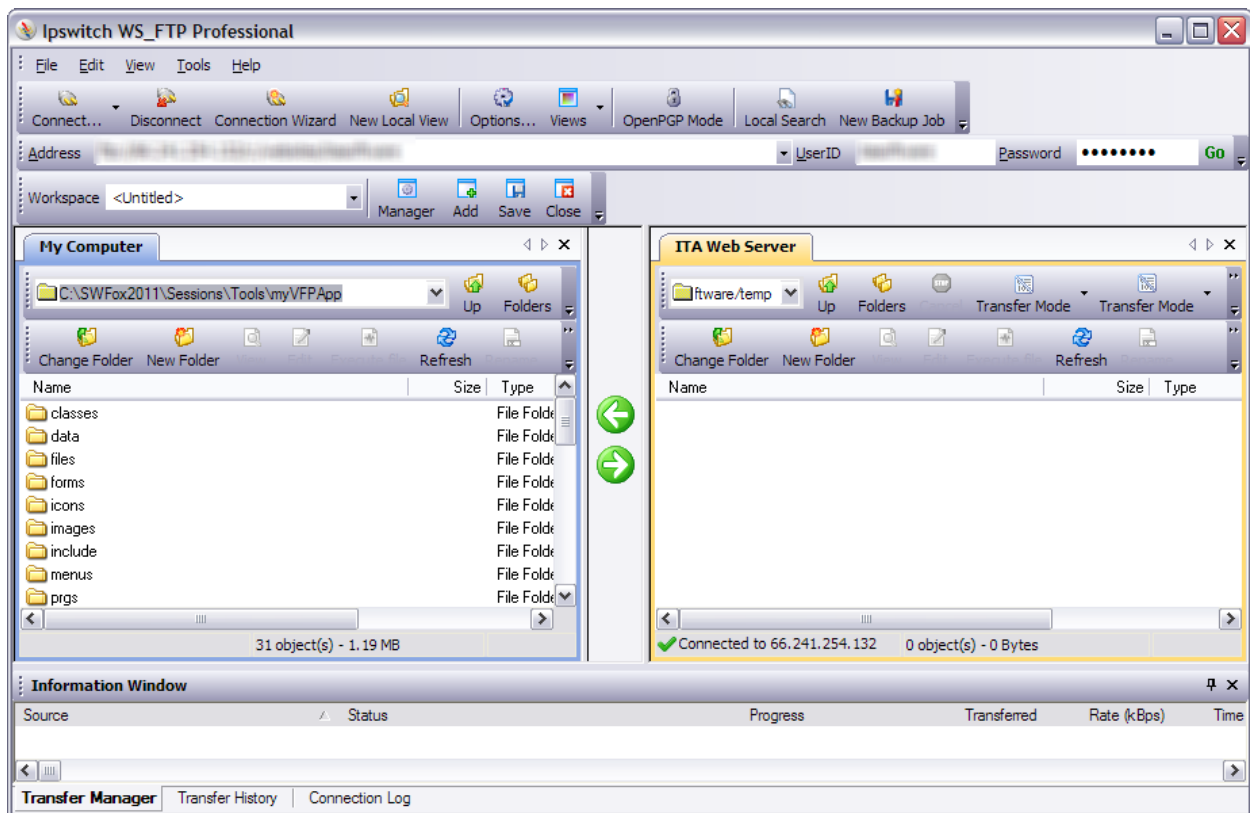 Ipswitch WS_FTP Professional
File Edit View Tools Help
Connect... Disconnect Connection Wizard New Local View Options... Views OpenPGP Mode Local Search New Backup Job
Address UserID Password •••••••• Go
Workspace <Untitled> Manager Add Save Close
My Computer ITA Web Server
C:\SWFox2011\Sessions\Tools\myVFPApp Up Folders ftware/temp Up Folders Cancel Transfer Mode Transfer Mode
Change Folder New Folder View Edit Refresh Change Folder New Folder View Edit Refresh
Name Size Type Name Size Type
classes File Folde
data File Folde
files File Folde
forms File Folde
icons File Folde
images File Folde
include File Folde
menus File Folde
prgs File Folde
31 object(s) - 1.19 MB Connected to 66.241.254.132 0 object(s) - 0 Bytes
Information Window
Source Status Progress Transferred Rate (kBps) Time
Transfer Manager Transfer History Connection Log